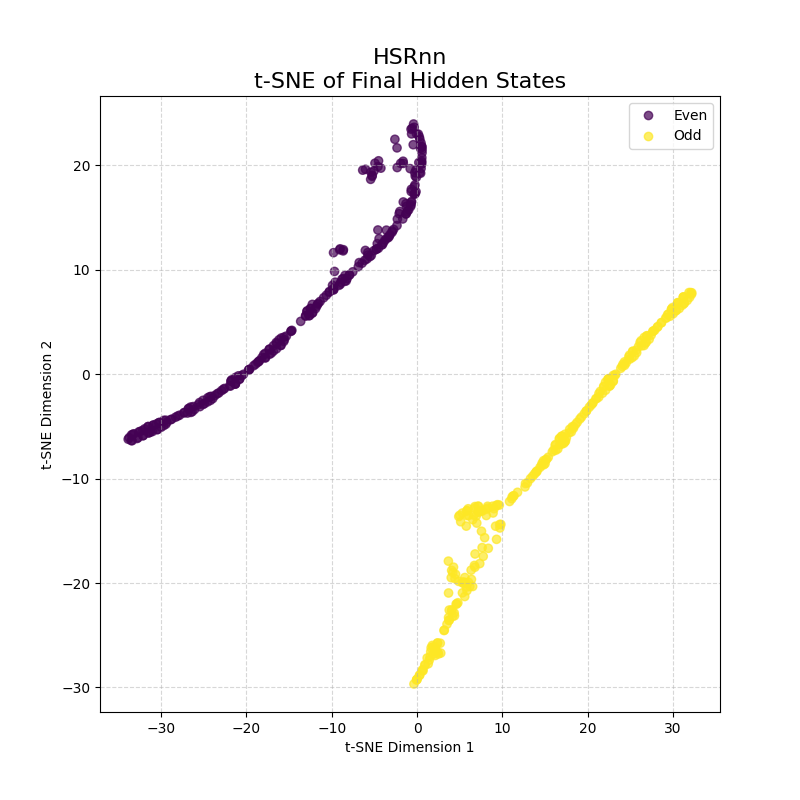 HSRnn
t-SNE of Final Hidden States
Even
Odd
20
10
0
−10
−20
−30
t-SNE Dimension 2
−30
−20
−10
0
10
20
30
t-SNE Dimension 1